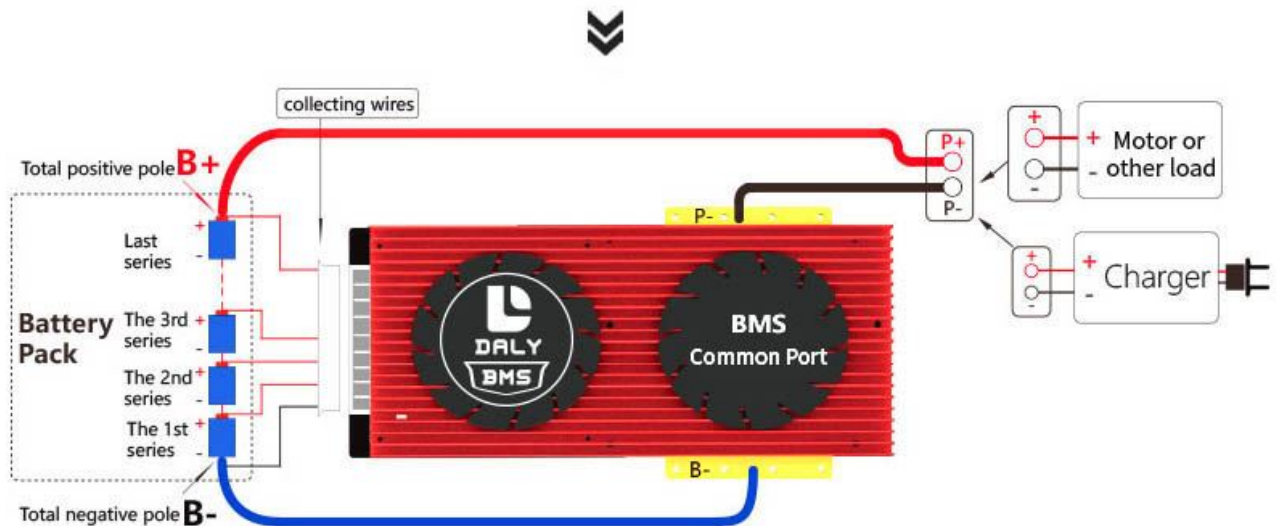 collecting wires
Total positive pole B+
+
Last
series
-
Battery
Pack
+
The 3rd
series
-
+
The 2nd
series
-
+
The 1st
series
-
Total negative pole B-
DALY
BMS
P-
BMS
Common Port
B-
P+
P-
+
-
+
-
Motor or
other load
+
-
+
-
Charger